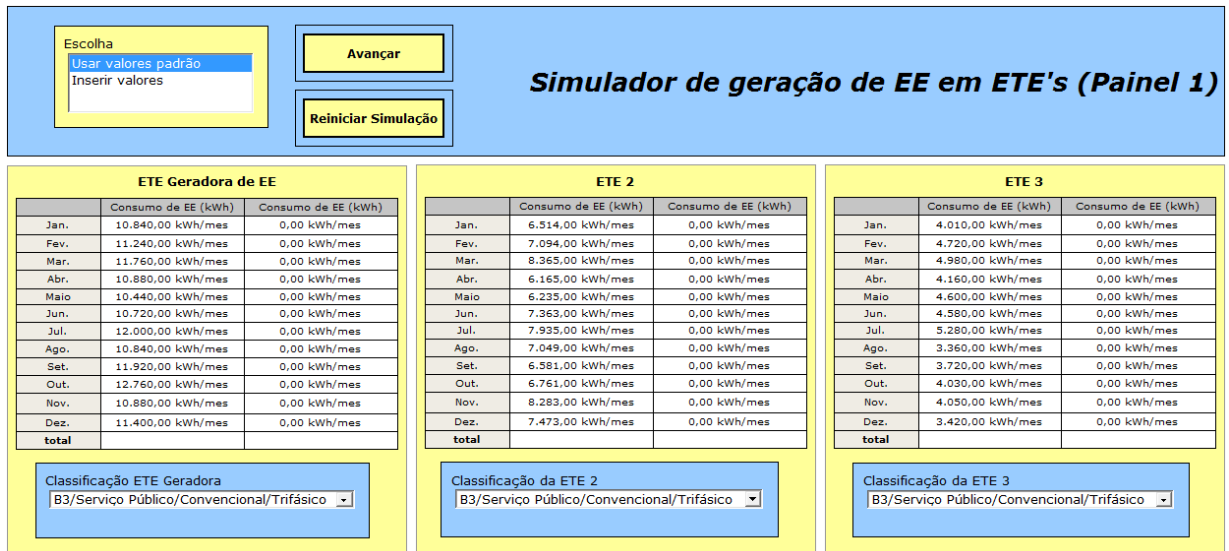 Escolha
Usar valores padrão
Inserir valores
Avançar
Reiniciar Simulação
Simulador de geração de EE em ETE's (Painel 1)
ETE Geradora de EE
Consumo de EE (kWh) Consumo de EE (kWh)
Jan. 10.840,00 kWh/mes 0,00 kWh/mes
Fev. 11.240,00 kWh/mes 0,00 kWh/mes
Mar. 11.760,00 kWh/mes 0,00 kWh/mes
Abr. 10.880,00 kWh/mes 0,00 kWh/mes
Maio 10.440,00 kWh/mes 0,00 kWh/mes
Jun. 10.720,00 kWh/mes 0,00 kWh/mes
Jul. 12.000,00 kWh/mes 0,00 kWh/mes
Ago. 10.840,00 kWh/mes 0,00 kWh/mes
Set. 11.920,00 kWh/mes 0,00 kWh/mes
Out. 12.760,00 kWh/mes 0,00 kWh/mes
Nov. 10.880,00 kWh/mes 0,00 kWh/mes
Dez. 11.400,00 kWh/mes 0,00 kWh/mes
total
Classificação ETE Geradora
B3/Serviço Público/Convencional/Trifásico
ETE 2
Consumo de EE (kWh) Consumo de EE (kWh)
Jan. 6.514,00 kWh/mes 0,00 kWh/mes
Fev. 7.094,00 kWh/mes 0,00 kWh/mes
Mar. 8.365,00 kWh/mes 0,00 kWh/mes
Abr. 6.165,00 kWh/mes 0,00 kWh/mes
Maio 6.235,00 kWh/mes 0,00 kWh/mes
Jun. 7.363,00 kWh/mes 0,00 kWh/mes
Jul. 7.935,00 kWh/mes 0,00 kWh/mes
Ago. 7.049,00 kWh/mes 0,00 kWh/mes
Set. 6.581,00 kWh/mes 0,00 kWh/mes
Out. 6.761,00 kWh/mes 0,00 kWh/mes
Nov. 8.283,00 kWh/mes 0,00 kWh/mes
Dez. 7.473,00 kWh/mes 0,00 kWh/mes
total
Classificação da ETE 2
B3/Serviço Público/Convencional/Trifásico
ETE 3
Consumo de EE (kWh) Consumo de EE (kWh)
Jan. 4.010,00 kWh/mes 0,00 kWh/mes
Fev. 4.720,00 kWh/mes 0,00 kWh/mes
Mar. 4.980,00 kWh/mes 0,00 kWh/mes
Abr. 4.160,00 kWh/mes 0,00 kWh/mes
Maio 4.600,00 kWh/mes 0,00 kWh/mes
Jun. 4.580,00 kWh/mes 0,00 kWh/mes
Jul. 5.280,00 kWh/mes 0,00 kWh/mes
Ago. 3.360,00 kWh/mes 0,00 kWh/mes
Set. 3.720,00 kWh/mes 0,00 kWh/mes
Out. 4.030,00 kWh/mes 0,00 kWh/mes
Nov. 4.050,00 kWh/mes 0,00 kWh/mes
Dez. 3.420,00 kWh/mes 0,00 kWh/mes
total
Classificação da ETE 3
B3/Serviço Público/Convencional/Trifásico